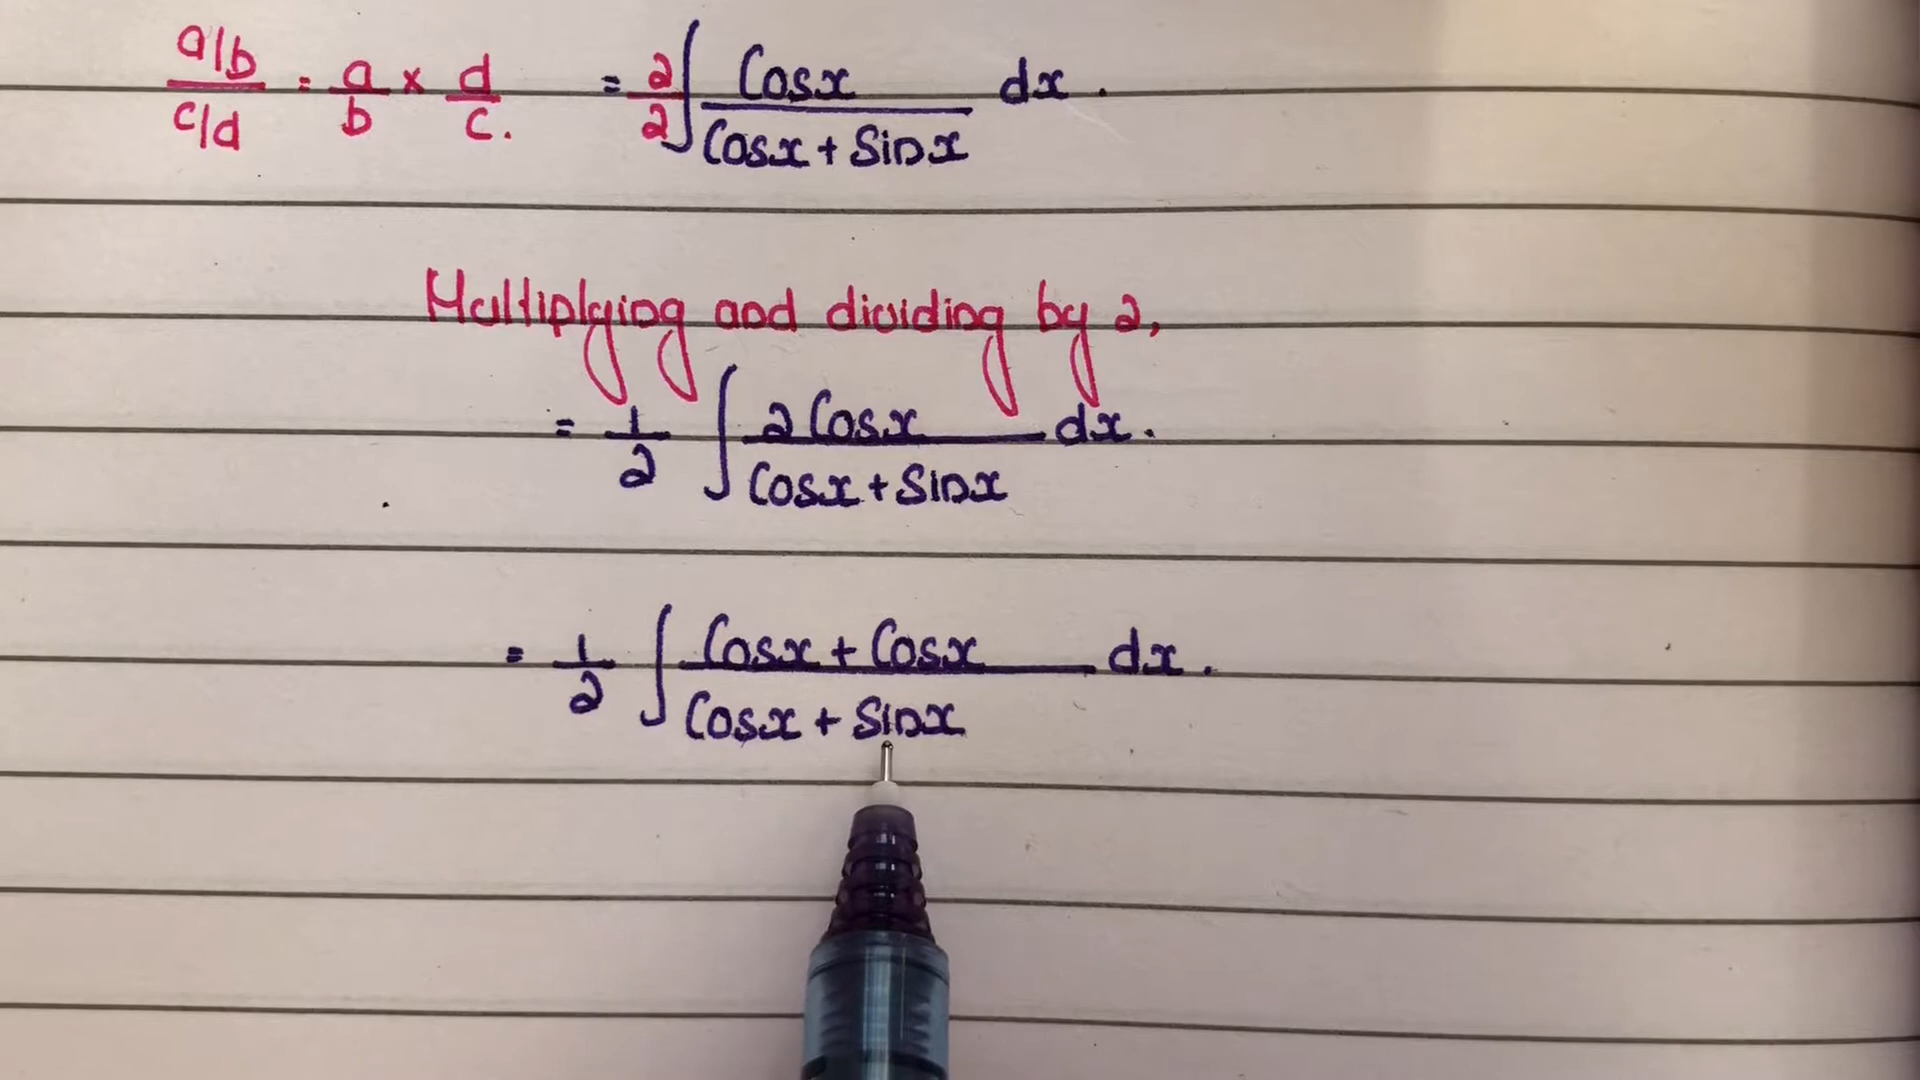 a/b / c/d = a/b × d/c. = 2/2 ∫ Cosx / Cosx + Sinx dx.
Multiplying and dividing by 2,
= 1/2 ∫ 2 Cosx / Cosx + Sinx dx.
= 1/2 ∫ Cosx + Cosx / Cosx + Sinx dx.